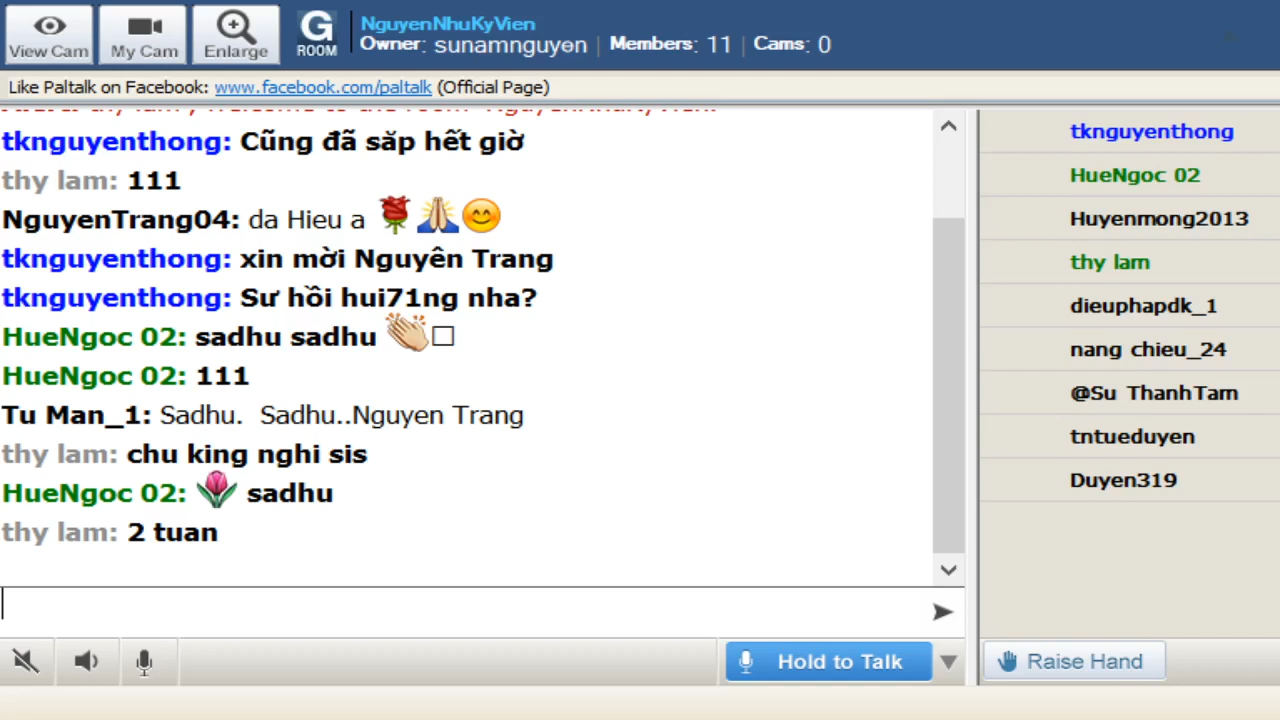 View Cam
My Cam
Enlarge
G
ROOM
NguyenNhuKyVien
Owner: sunamnguyen | Members: 11 | Cams: 0
Like Paltalk on Facebook: www.facebook.com/paltalk (Official Page)
tknguyenthong: Cũng đã săp hết giờ
thy lam: 111
NguyenTrang04: da Hieu a 🌹🙏😊
tknguyenthong: xin mời Nguyên Trang
tknguyenthong: Sư hồi hui71ng nha?
HueNgoc 02: sadhu sadhu 👏□
HueNgoc 02: 111
Tu Man_1: Sadhu.  Sadhu..Nguyen Trang
thy lam: chu king nghi sis
HueNgoc 02: 🌷 sadhu
thy lam: 2 tuan
Hold to Talk
tknguyenthong
HueNgoc 02
Huyenmong2013
thy lam
dieuphapdk_1
nang chieu_24
@Su ThanhTam
tntueduyen
Duyen319
Raise Hand